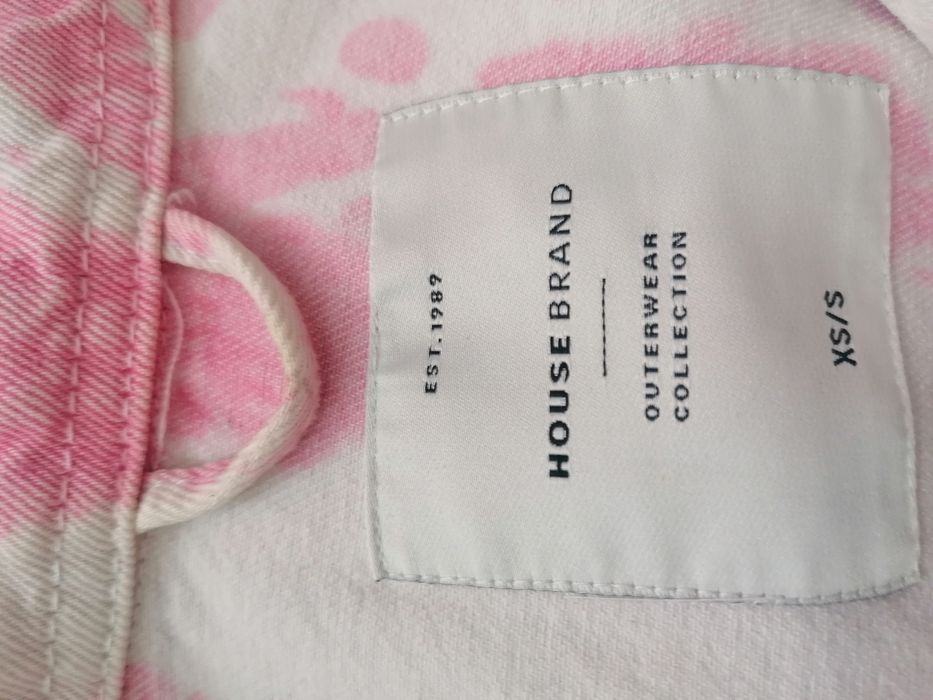 EST.1989
HOUSE BRAND
OUTERWEAR
COLLECTION
XS/S